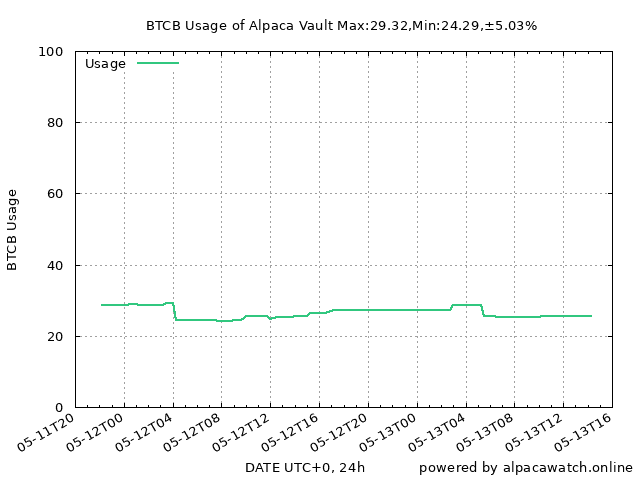 BTCB Usage of Alpaca Vault Max:29.32,Min:24.29,±5.03%
Usage
100
80
60
40
20
0
BTCB Usage
05-11T20
05-12T00
05-12T04
05-12T08
05-12T12
05-12T16
05-12T20
05-13T00
05-13T04
05-13T08
05-13T12
05-13T16
DATE UTC+0, 24h
powered by alpacawatch.online